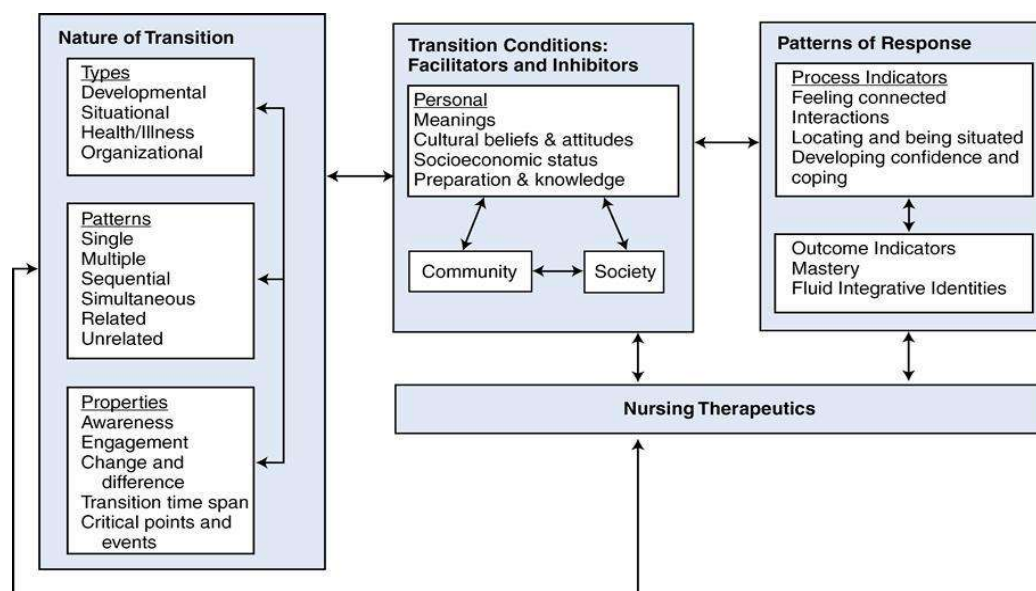 Nature of Transition
Types
Developmental
Situational
Health/Illness
Organizational
Patterns
Single
Multiple
Sequential
Simultaneous
Related
Unrelated
Properties
Awareness
Engagement
Change and
difference
Transition time span
Critical points and
events
Transition Conditions:
Facilitators and Inhibitors
Personal
Meanings
Cultural beliefs & attitudes
Socioeconomic status
Preparation & knowledge
Community
Society
Patterns of Response
Process Indicators
Feeling connected
Interactions
Locating and being situated
Developing confidence and
coping
Outcome Indicators
Mastery
Fluid Integrative Identities
Nursing Therapeutics